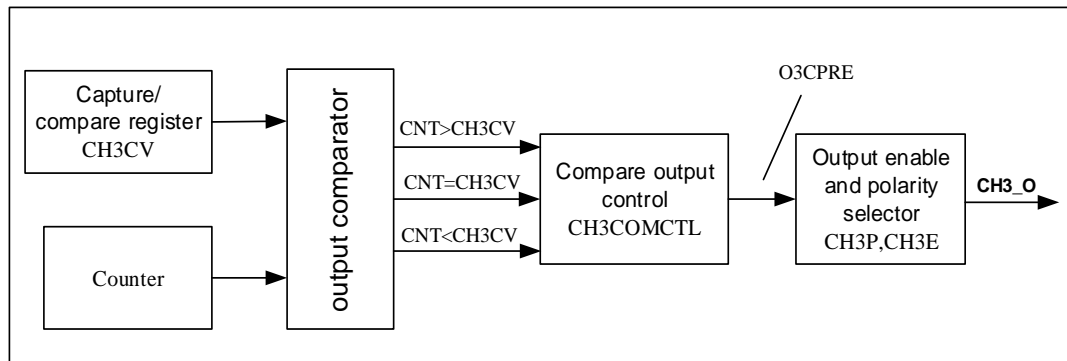 Capture/
compare register
CH3CV
Counter
output comparator
CNT>CH3CV
CNT=CH3CV
CNT<CH3CV
Compare output
control
CH3COMCTL
O3CPRE
Output enable
and polarity
selector
CH3P,CH3E
CH3_O